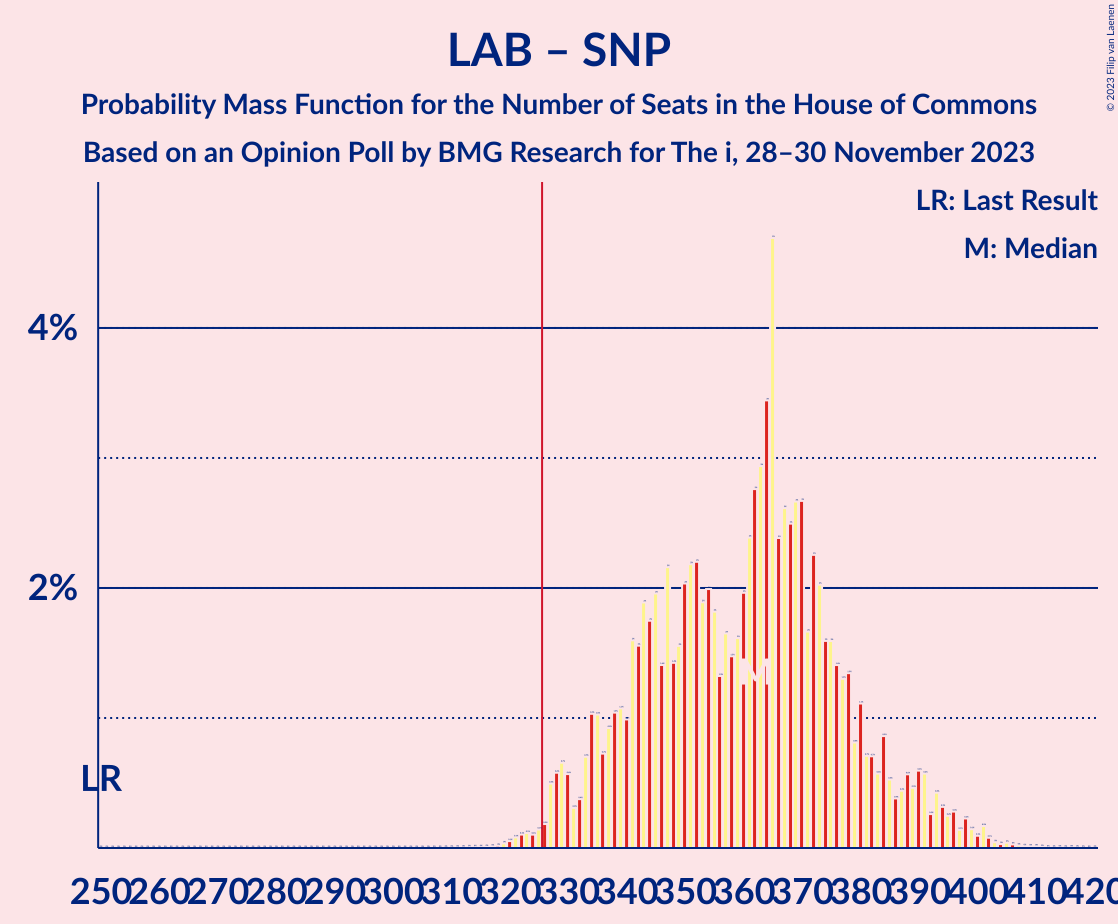 LAB – SNP
Probability Mass Function for the Number of Seats in the House of Commons
Based on an Opinion Poll by BMG Research for The i, 28–30 November 2023
© 2023 Filip van Laenen
LR: Last Result
M: Median
4%
2%
LR
M
250 260 270 280 290 300 310 320 330 340 350 360 370 380 390 400 410 420